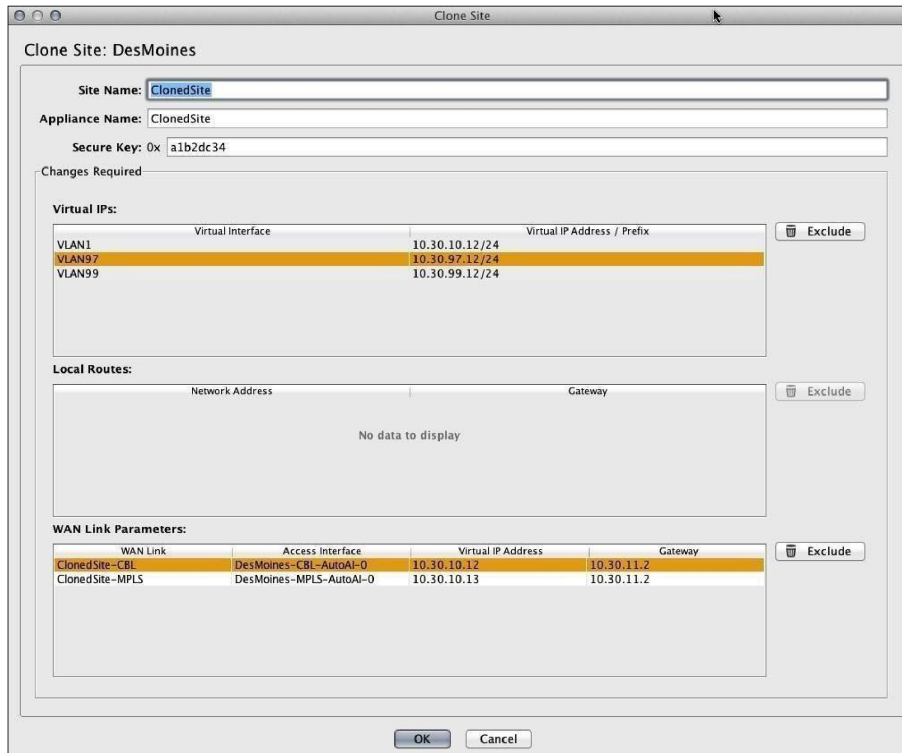 Clone Site
Clone Site: DesMoines
Site Name: ClonedSite
Appliance Name: ClonedSite
Secure Key: 0x a1b2dc34
Changes Required
Virtual IPs:
Virtual Interface Virtual IP Address / Prefix Exclude
VLAN1 10.30.10.12/24
VLAN97 10.30.97.12/24
VLAN99 10.30.99.12/24
Local Routes:
Network Address Gateway Exclude
No data to display
WAN Link Parameters:
WAN Link Access Interface Virtual IP Address Gateway Exclude
ClonedSite-CBL DesMoines-CBL-AutoAI-0 10.30.10.12 10.30.11.2
ClonedSite-MPLS DesMoines-MPLS-AutoAI-0 10.30.10.13 10.30.11.2
OK Cancel